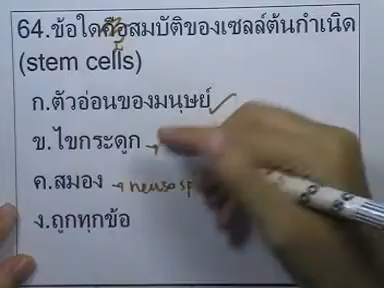 64.ข้อใดคือสมบัติของเซลล์ต้นกำเนิด
(stem cells)
ก.ตัวอ่อนของมนุษย์
ข.ไขกระดูก
ค.สมอง → neurosp
ง.ถูกทุกข้อ